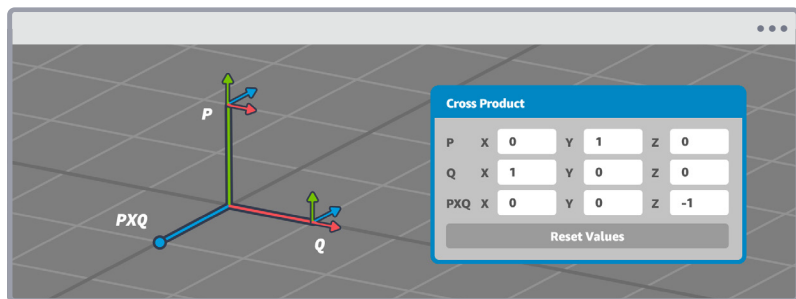 P
PXQ
Q
Cross Product
P X 0 Y 1 Z 0
Q X 1 Y 0 Z 0
PXQ X 0 Y 0 Z -1
Reset Values